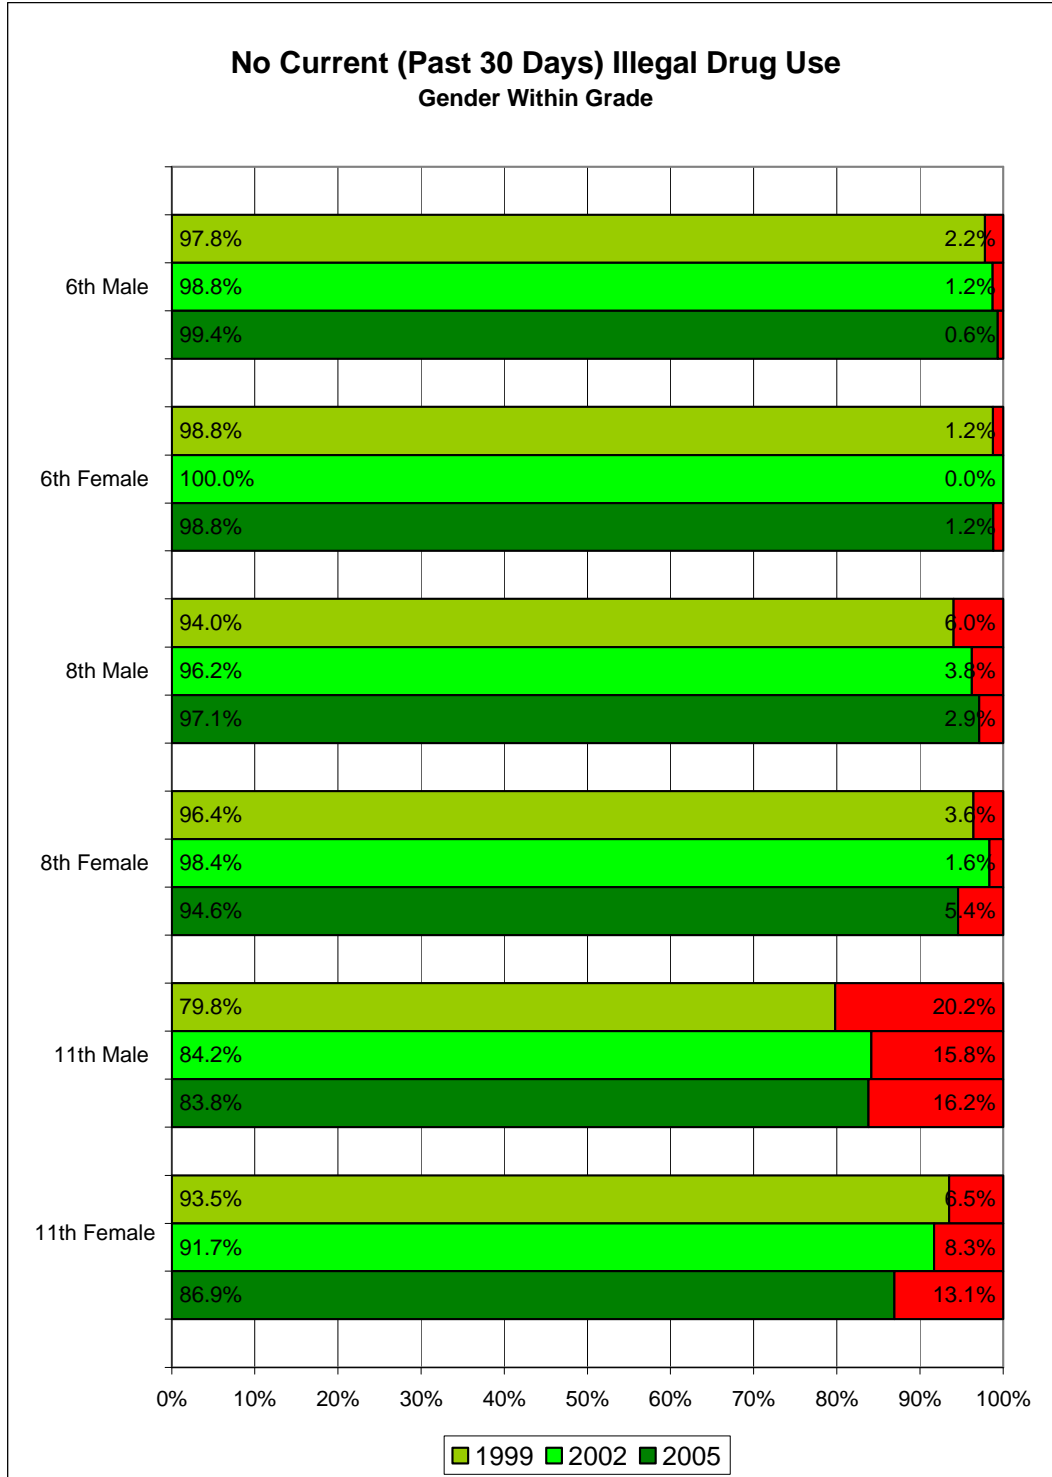 No Current (Past 30 Days) Illegal Drug Use
Gender Within Grade
97.8% 2.2%
6th Male 98.8% 1.2%
99.4% 0.6%
98.8% 1.2%
6th Female 100.0% 0.0%
98.8% 1.2%
94.0% 6.0%
8th Male 96.2% 3.8%
97.1% 2.9%
96.4% 3.6%
8th Female 98.4% 1.6%
94.6% 5.4%
79.8% 20.2%
11th Male 84.2% 15.8%
83.8% 16.2%
93.5% 6.5%
11th Female 91.7% 8.3%
86.9% 13.1%
0% 10% 20% 30% 40% 50% 60% 70% 80% 90% 100%
1999 2002 2005